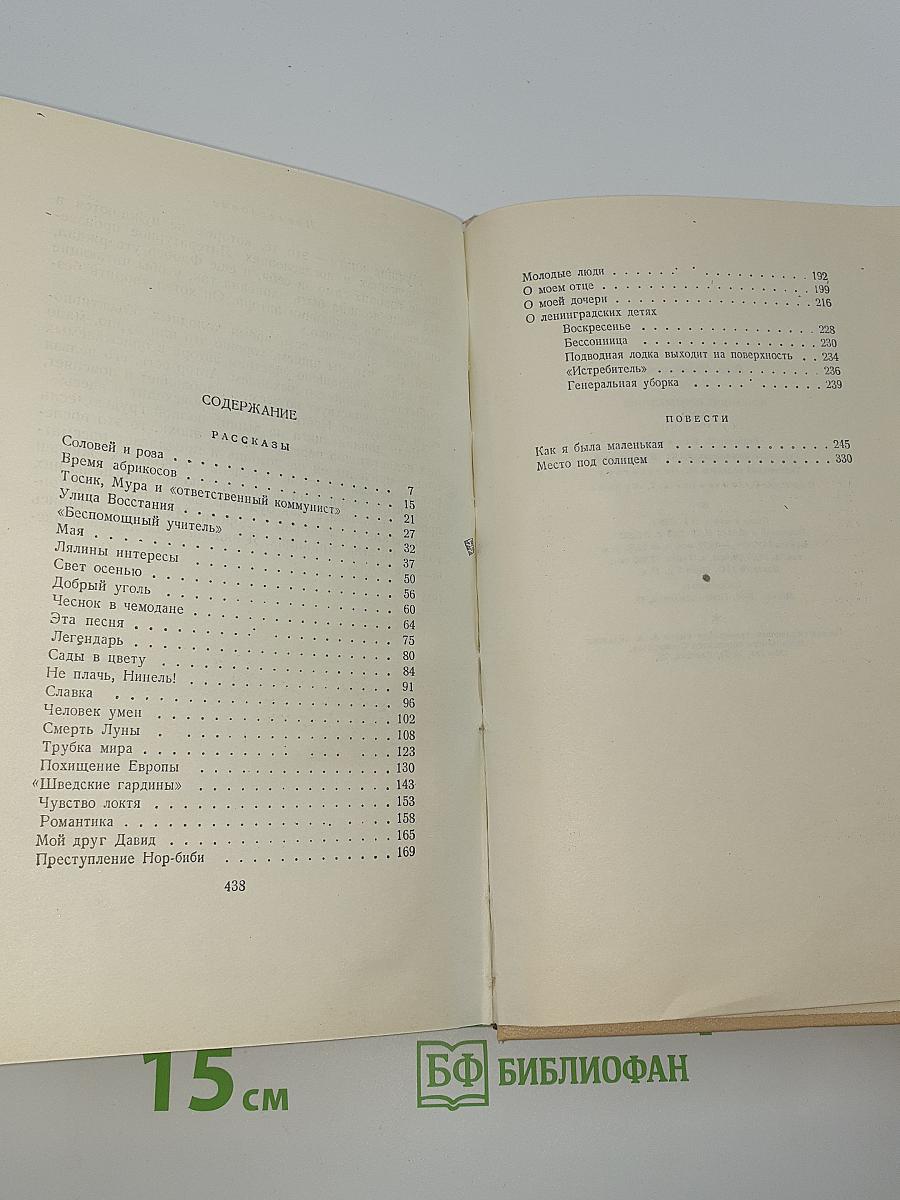 СОДЕРЖАНИЕ
РАССКАЗЫ
Соловей и роза . . . 7
Время абрикосов . . . 15
Тосик, Мура и «ответственный коммунист» . . . 21
Улица Восстания . . . 27
«Беспомощный учитель» . . . 32
Мая . . . 37
Лялины интересы . . . 50
Свет осенью . . . 56
Добрый уголь . . . 60
Чеснок в чемодане . . . 64
Эта песня . . . 75
Легендарь . . . 80
Сады в цвету . . . 84
Не плачь, Нинель! . . . 91
Славка . . . 96
Человек умен . . . 102
Смерть Луны . . . 108
Трубка мира . . . 123
Похищение Европы . . . 130
«Шведские гардины» . . . 143
Чувство локтя . . . 153
Романтика . . . 158
Мой друг Давид . . . 165
Преступление Нор-биби . . . 169
438
Молодые люди . . . 192
О моем отце . . . 199
О моей дочери . . . 216
О ленинградских детях
Воскресенье . . . 228
Бессонница . . . 230
Подводная лодка выходит на поверхность . . 234
«Истребитель» . . . 236
Генеральная уборка . . . 239
ПОВЕСТИ
Как я была маленькая . . . 245
Место под солнцем . . . 330
15 см
БФ БИБЛИОФАН